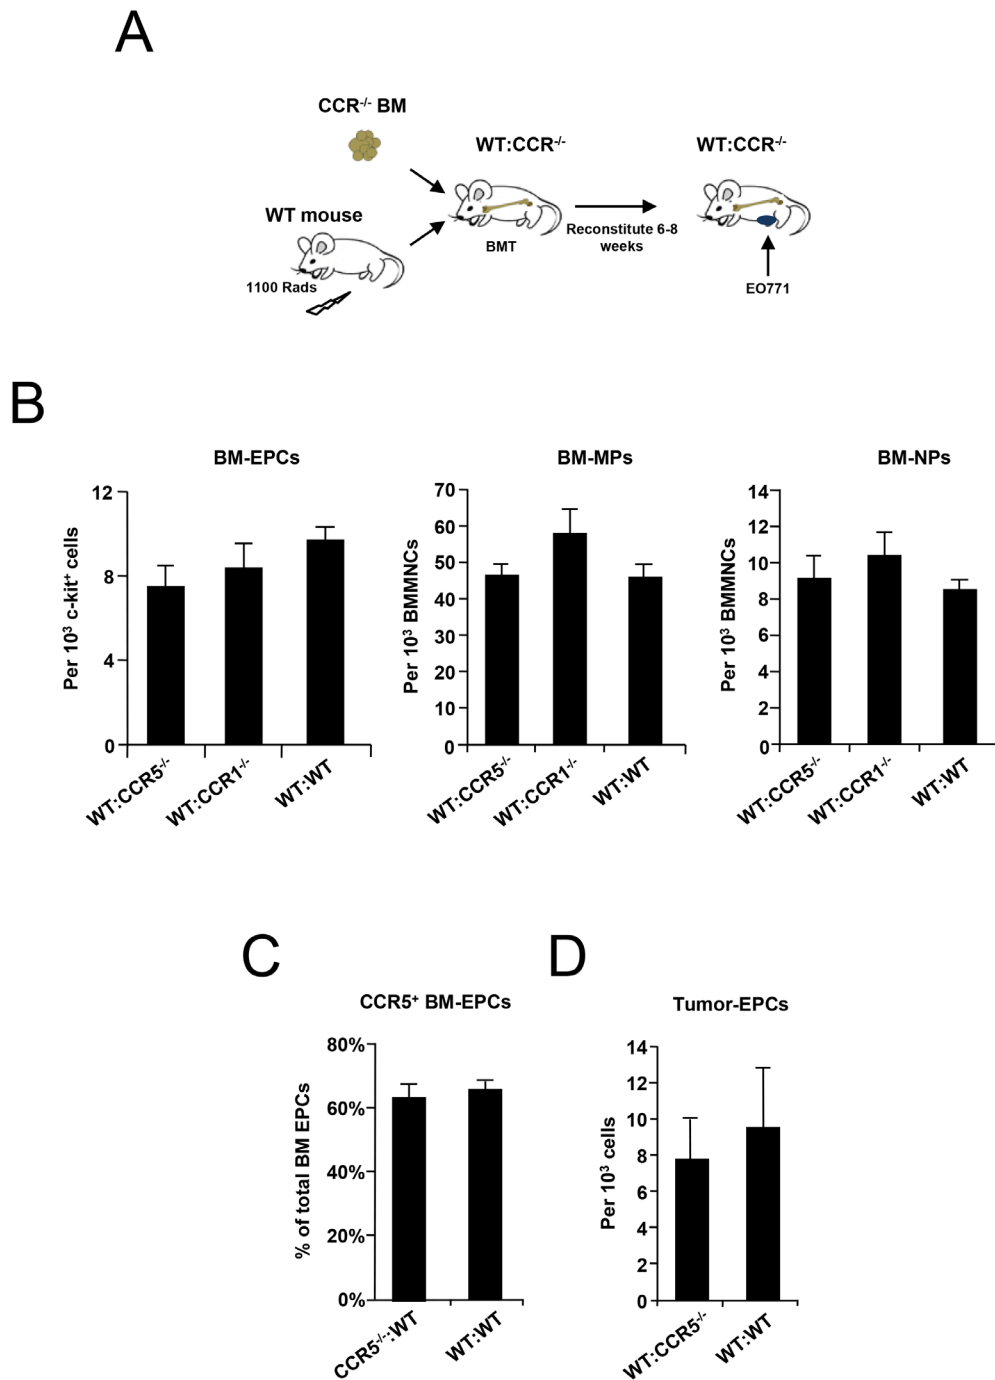 A
CCR-/- BM
WT:CCR-/-
WT:CCR-/-
WT mouse
1100 Rads
BMT
Reconstitute 6-8
weeks
EO771
B
BM-EPCs
Per 10³ c-kit⁺ cells
12
8
4
0
WT:CCR5-/-
WT:CCR1-/-
WT:WT
BM-MPs
Per 10³ BMMNCs
70
60
50
40
30
20
10
0
WT:CCR5-/-
WT:CCR1-/-
WT:WT
BM-NPs
Per 10³ BMMNCs
14
12
10
8
6
4
2
0
WT:CCR5-/-
WT:CCR1-/-
WT:WT
C
CCR5⁺ BM-EPCs
% of total BM EPCs
80%
60%
40%
20%
0%
CCR5-/-:WT
WT:WT
D
Tumor-EPCs
Per 10³ cells
14
12
10
8
6
4
2
0
WT:CCR5-/-
WT:WT